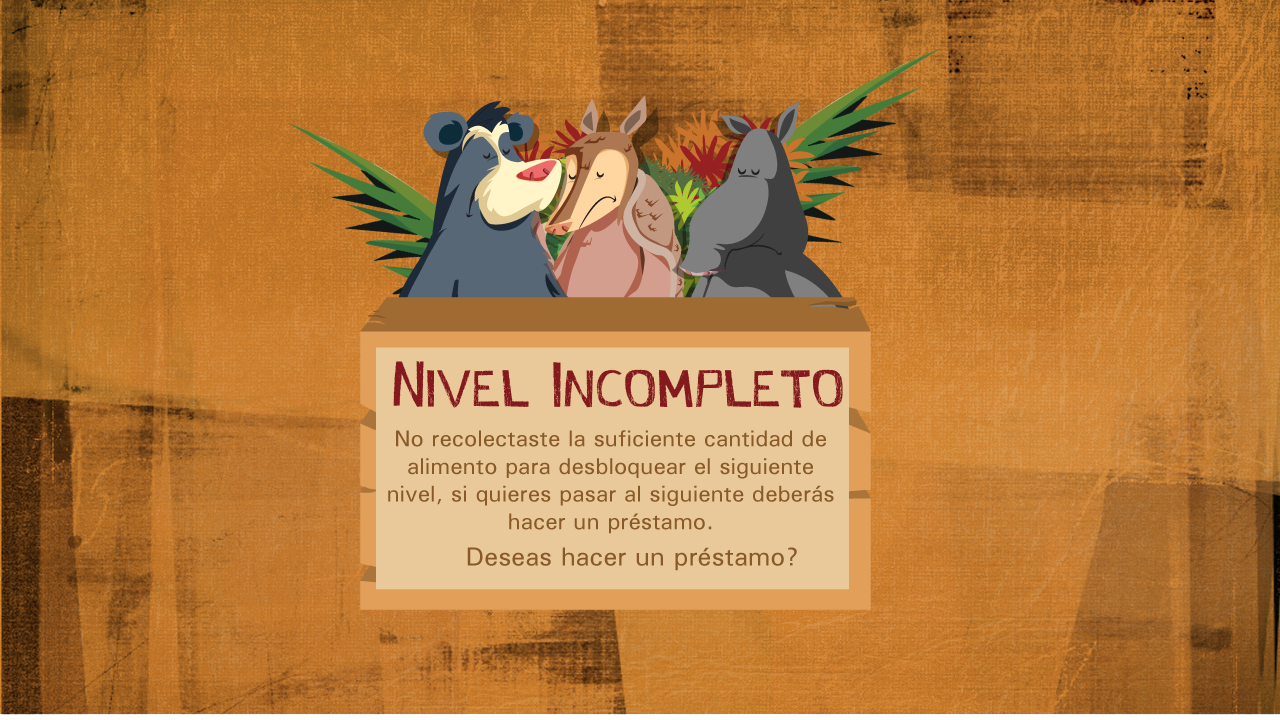 Nivel Incompleto
No recolectaste la suficiente cantidad de
alimento para desbloquear el siguiente
nivel, si quieres pasar al siguiente deberás
hacer un préstamo.
Deseas hacer un préstamo?